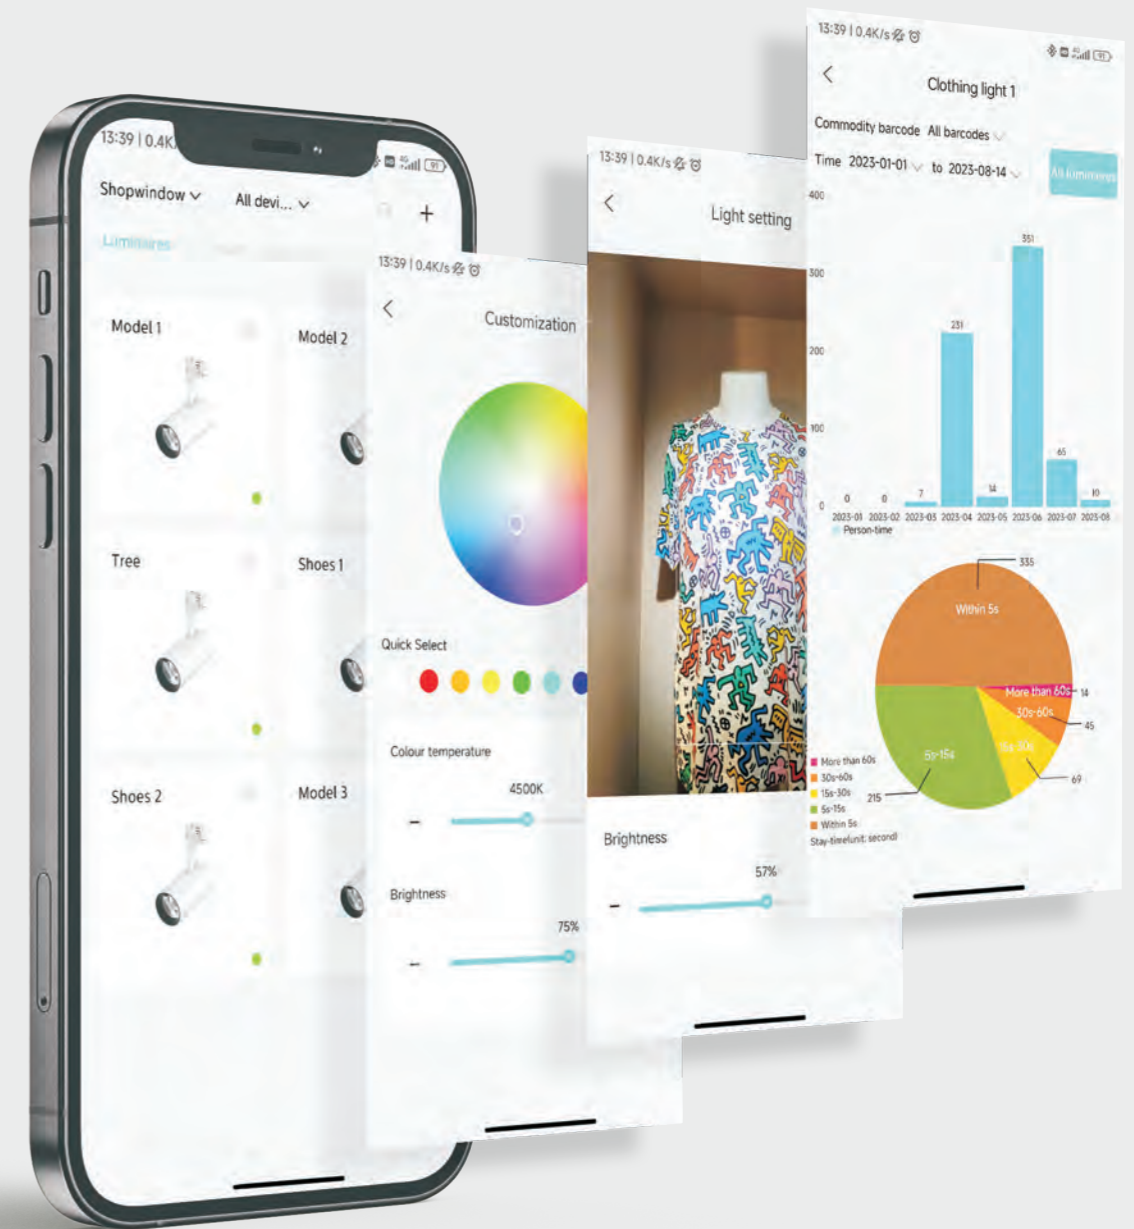 13:39 | 0.4K
4G 91
Shopwindow All devi...
+
Luminaires
Model 1
Model 2
Tree
Shoes 1
Shoes 2
Model 3
13:39 | 0.4K/s
Customization
Quick Select
Colour temperature
4500K
Brightness
75%
13:39 | 0.4K/s
Light setting
Brightness
57%
13:39 | 0.4K/s
4G 91
Clothing light 1
Commodity barcode All barcodes
Time 2023-01-01 to 2023-08-14
All luminaires
400
300
200
100
0
0
0
7
231
14
351
65
10
2023-01 2023-02 2023-03 2023-04 2023-05 2023-06 2023-07 2023-08
Person-time
335
Within 5s
More than 60s 14
30s-60s
45
15s-30s
69
5s-15s
215
More than 60s
30s-60s
15s-30s
5s-15s
Within 5s
Stay-time(unit: second)